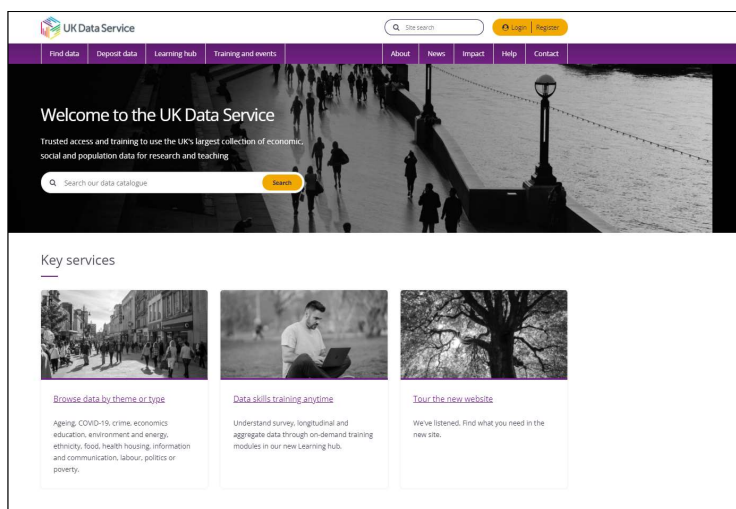 UK Data Service
Site search
Login
Register
Find data
Deposit data
Learning hub
Training and events
About
News
Impact
Help
Contact
Welcome to the UK Data Service
Trusted access and training to use the UK's largest collection of economic,
social and population data for research and teaching
Search our data catalogue
Search
Key services
Browse data by theme or type
Ageing, COVID-19, crime, economics
education, environment and energy,
ethnicity, food, health housing, information
and communication, labour, politics or
poverty.
Data skills training anytime
Understand survey, longitudinal and
aggregate data through on-demand training
modules in our new Learning hub.
Tour the new website
We've listened. Find what you need in the
new site.